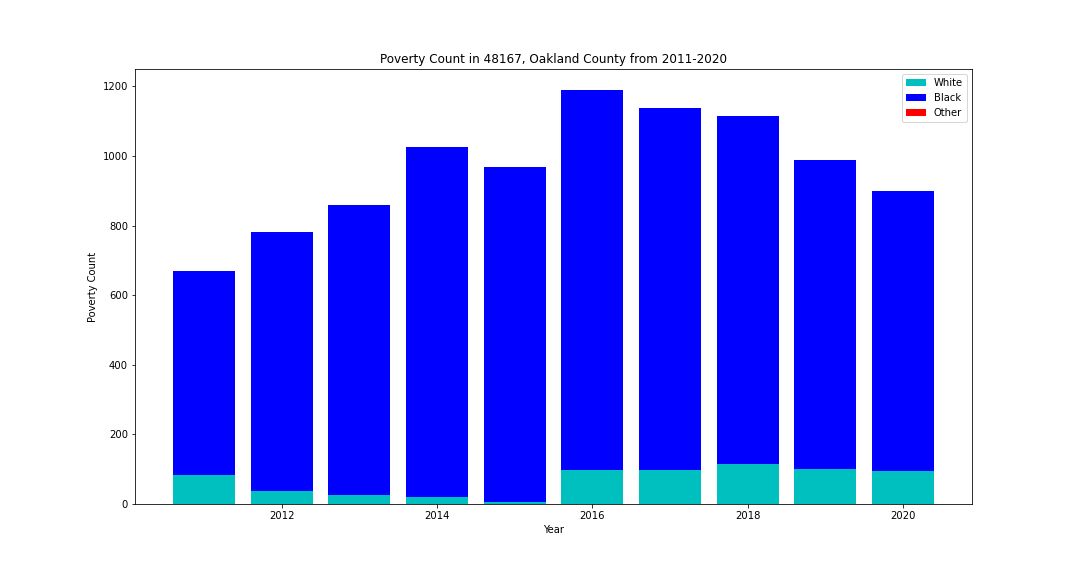 Poverty Count in 48167, Oakland County from 2011-2020
White
Black
Other
1200
1000
800
600
400
200
0
Poverty Count
2012 2014 2016 2018 2020
Year